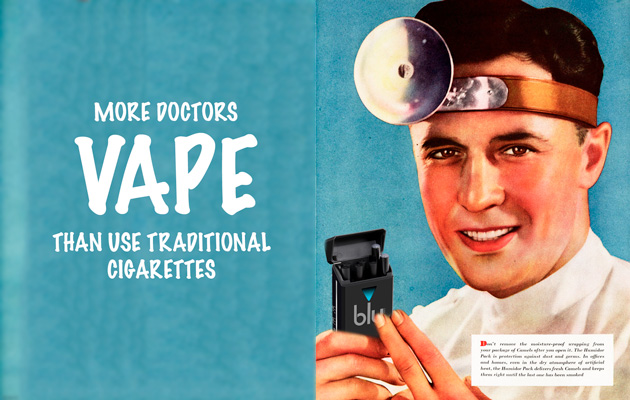 MORE DOCTORS
VAPE
THAN USE TRADITIONAL
CIGARETTES
blu
Don't remove the moisture-proof wrapping from
your package of Camels after you open it. The Humidor
Pack is protection against dust and germs. In offices
and homes, even in the dry atmosphere of artificial
heat, the Humidor Pack delivers fresh Camels and keeps
them right until the last one has been smoked